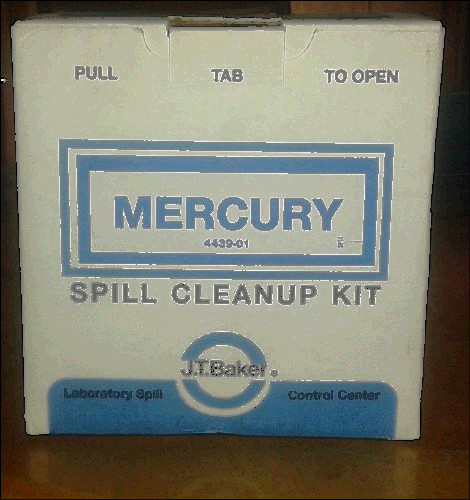 PULL TAB TO OPEN
MERCURY
4439-01
SPILL CLEANUP KIT
J.T.Baker
Laboratory Spill Control Center